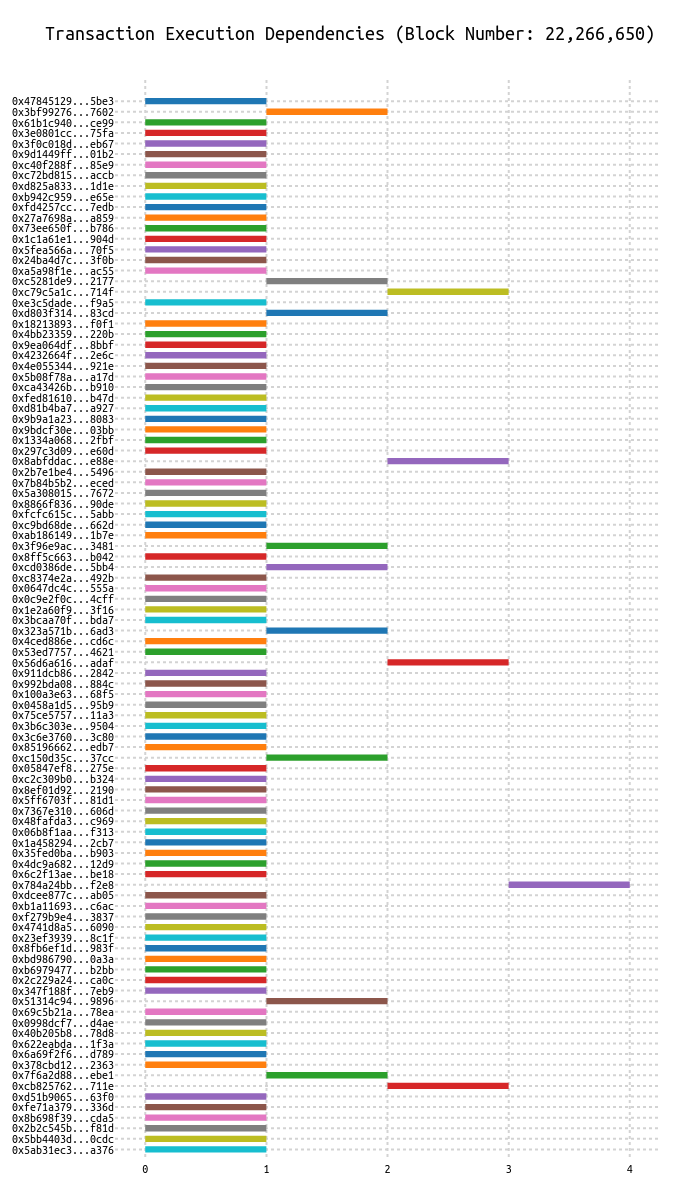 Transaction Execution Dependencies (Block Number: 22,266,650)
0x47845129...5be3
0x3bf99276...7602
0x61b1c940...ce99
0x3e0801cc...75fa
0x3f0c018d...eb67
0x9d1449ff...01b2
0xc40f288f...85e9
0xc72bd815...accb
0xd825a833...1d1e
0xb942c959...e65e
0xfd4257cc...7edb
0x27a7698a...a859
0x73ee650f...b786
0x1c1a61e1...904d
0x5fea566a...70f5
0x24ba4d7c...3f0b
0xa5a98f1e...ac55
0xc5281de9...2177
0xc79c5a1c...714f
0xe3c5dade...f9a5
0xd803f314...83cd
0x18213893...f0f1
0x4bb23359...220b
0x9ea064df...8bbf
0x4232664f...2e6c
0x4e055344...921e
0x5b08f78a...a17d
0xca43426b...b910
0xfed81610...b47d
0xd81b4ba7...a927
0x9b9a1a23...8083
0x9bdcf30e...03bb
0x1334a068...2fbf
0x297c3d09...e60d
0x8abfddac...e88e
0x2b7e1be4...5496
0x7b84b5b2...eced
0x5a308015...7672
0x8866f836...90de
0xfcfc615c...5abb
0xc9bd68de...662d
0xab186149...1b7e
0x3f96e9ac...3481
0x8ff5c663...b042
0xcd0386de...5bb4
0xc8374e2a...492b
0x0647dc4c...555a
0x0c9e2f0c...4cff
0x1e2a60f9...3f16
0x3bcaa70f...bda7
0x323a571b...6ad3
0x4ced886e...cd6c
0x53ed7757...4621
0x56d6a616...adaf
0x911dcb86...2842
0x992bda08...884c
0x100a3e63...68f5
0x0458a1d5...95b9
0x75ce5757...11a3
0x3b6c303e...9504
0x3c6e3760...3c80
0x85196662...edb7
0xc150d35c...37cc
0x05847ef8...275e
0xc2c309b0...b324
0x8ef01d92...2190
0x5ff6703f...81d1
0x7367e310...606d
0x48fafda3...c969
0x06b8f1aa...f313
0x1a458294...2cb7
0x35fed0ba...b903
0x4dc9a682...12d9
0x6c2f13ae...be18
0x784a24bb...f2e8
0xdcee877c...ab05
0xb1a11693...c6ac
0xf279b9e4...3837
0x4741d8a5...6090
0x23ef3939...8c1f
0x8fb6ef1d...983f
0xbd986790...0a3a
0xb6979477...b2bb
0x2c229a24...ca0c
0x347f188f...7eb9
0x51314c94...9896
0x69c5b21a...78ea
0x0998dcf7...d4ae
0x40b205b8...78d8
0x622eabda...1f3a
0x6a69f2f6...d789
0x378cbd12...2363
0x7f6a2d88...ebe1
0xcb825762...711e
0xd51b9065...63f0
0xfe71a379...336d
0x8b698f39...cda5
0x2b2c545b...f81d
0x5bb4403d...0cdc
0x5ab31ec3...a376
0 1 2 3 4